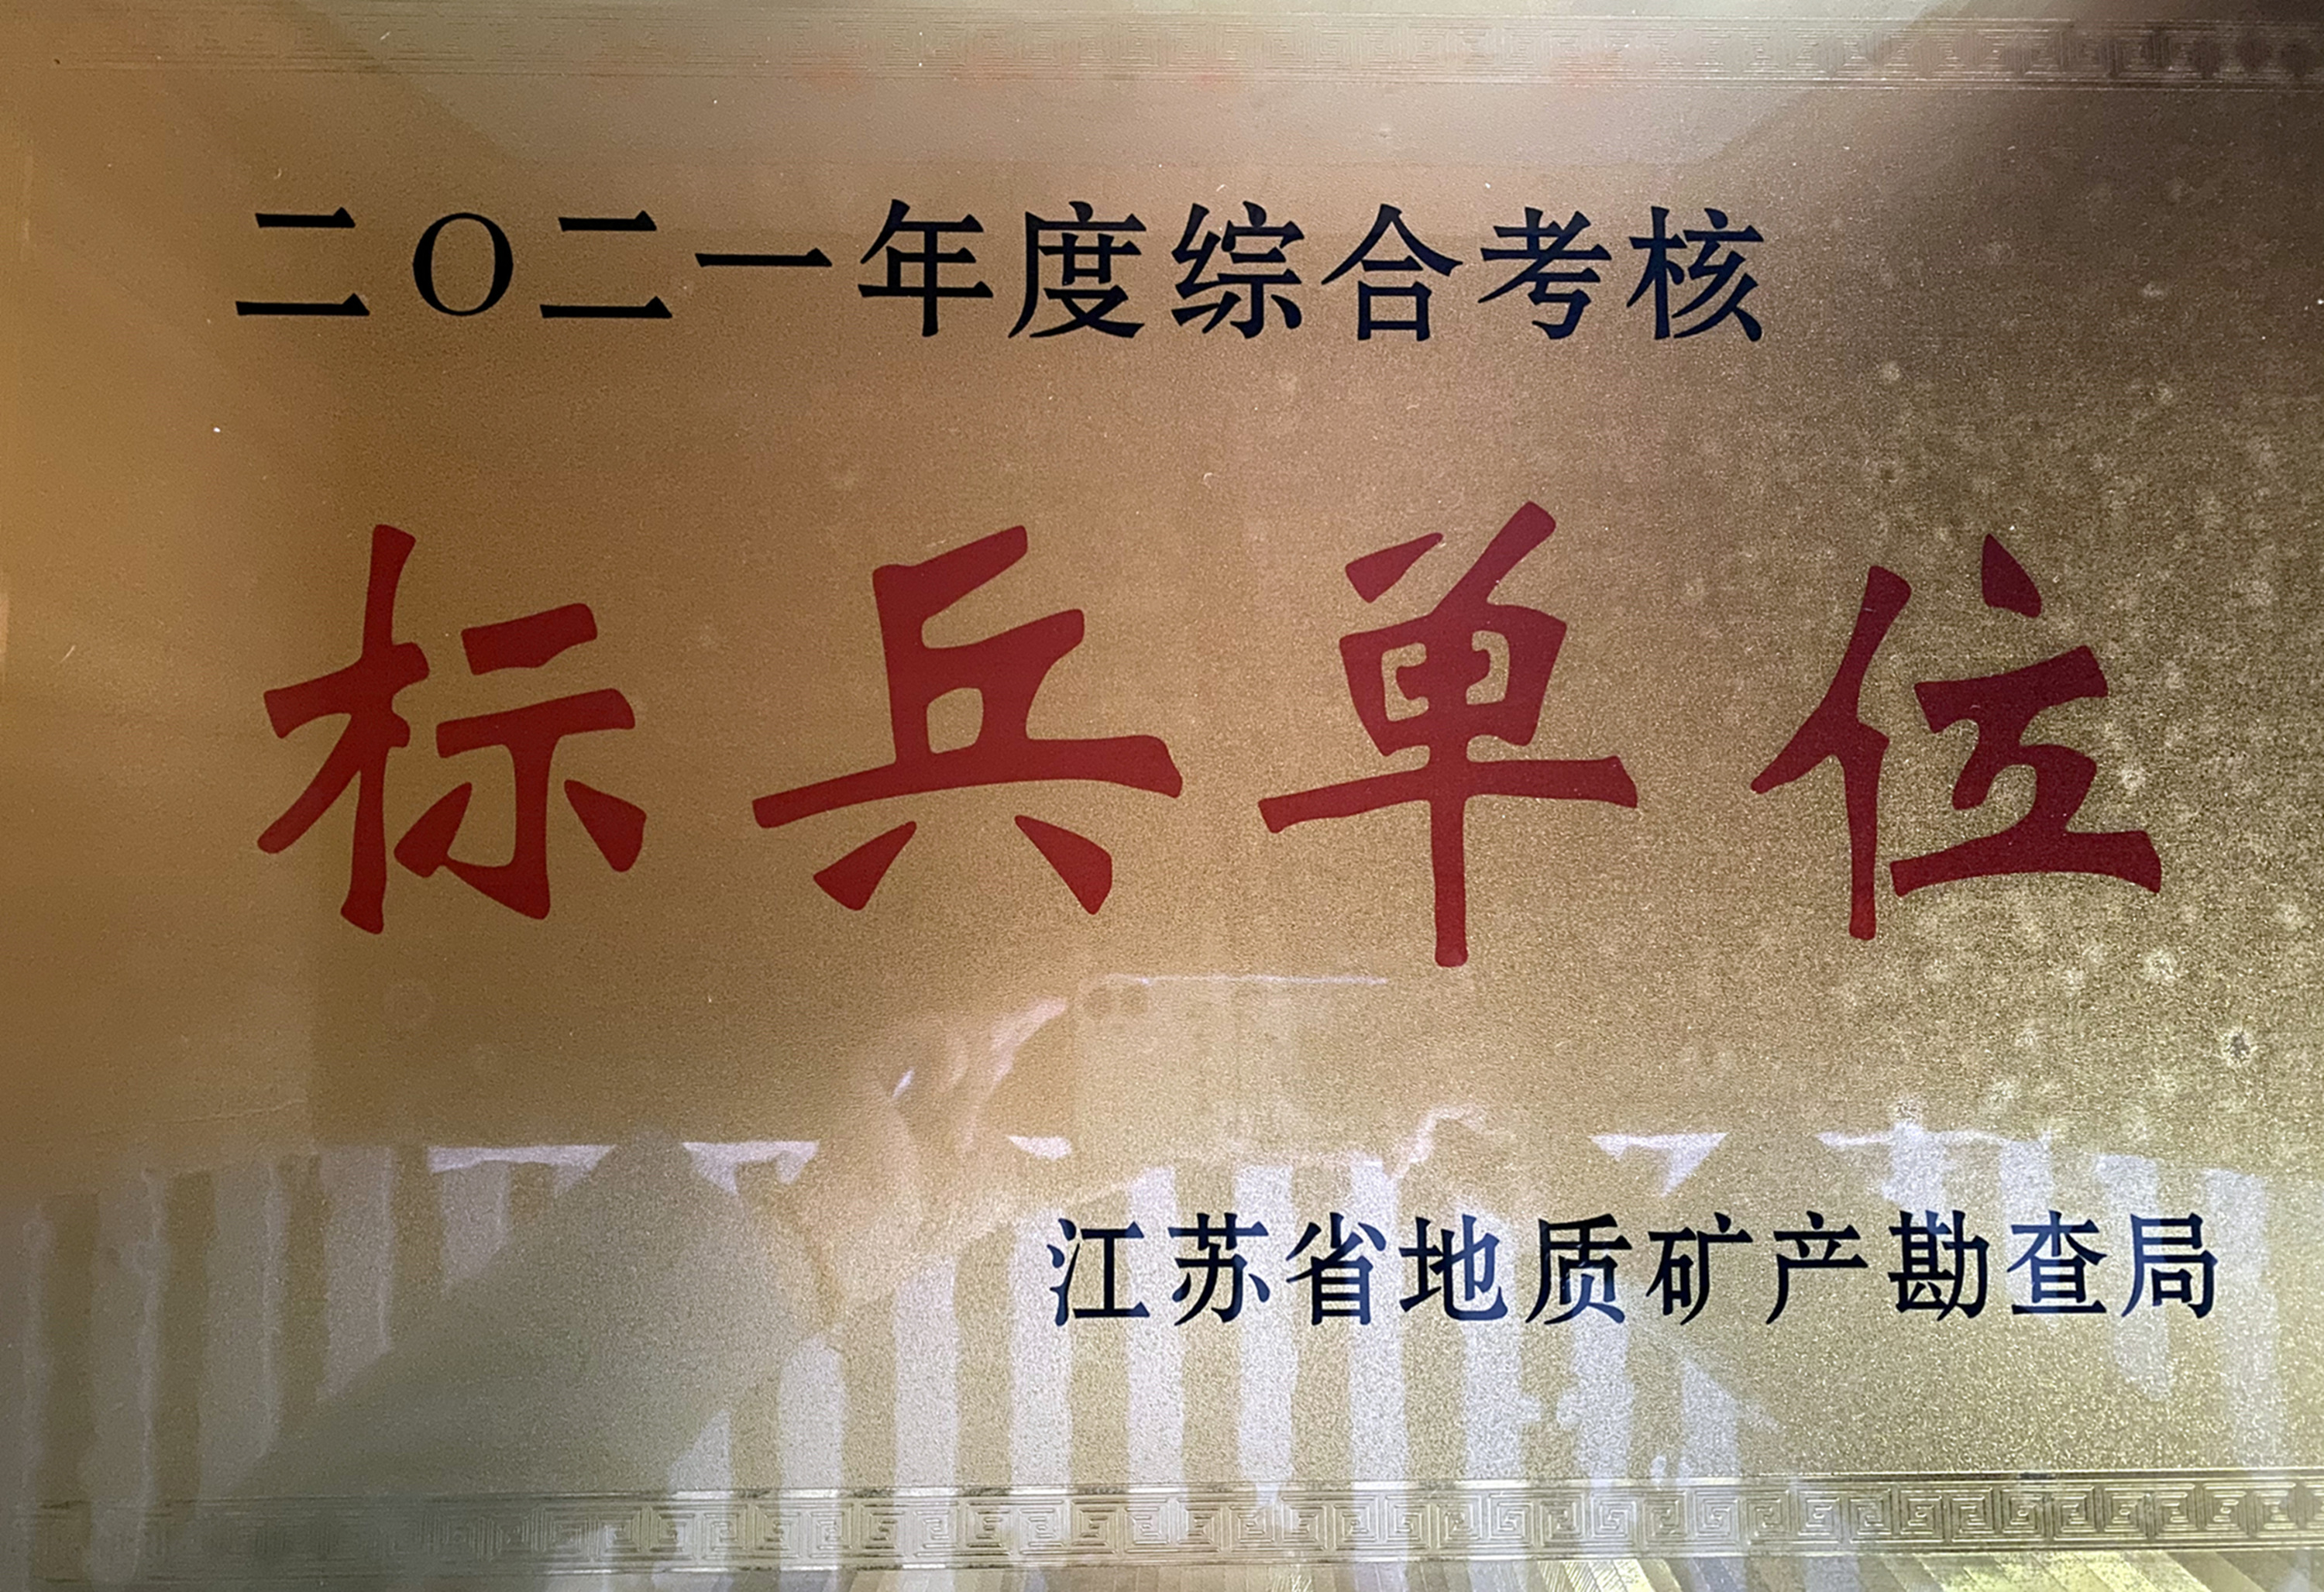 二〇二一年度综合考核
标兵单位
江苏省地质矿产勘查局